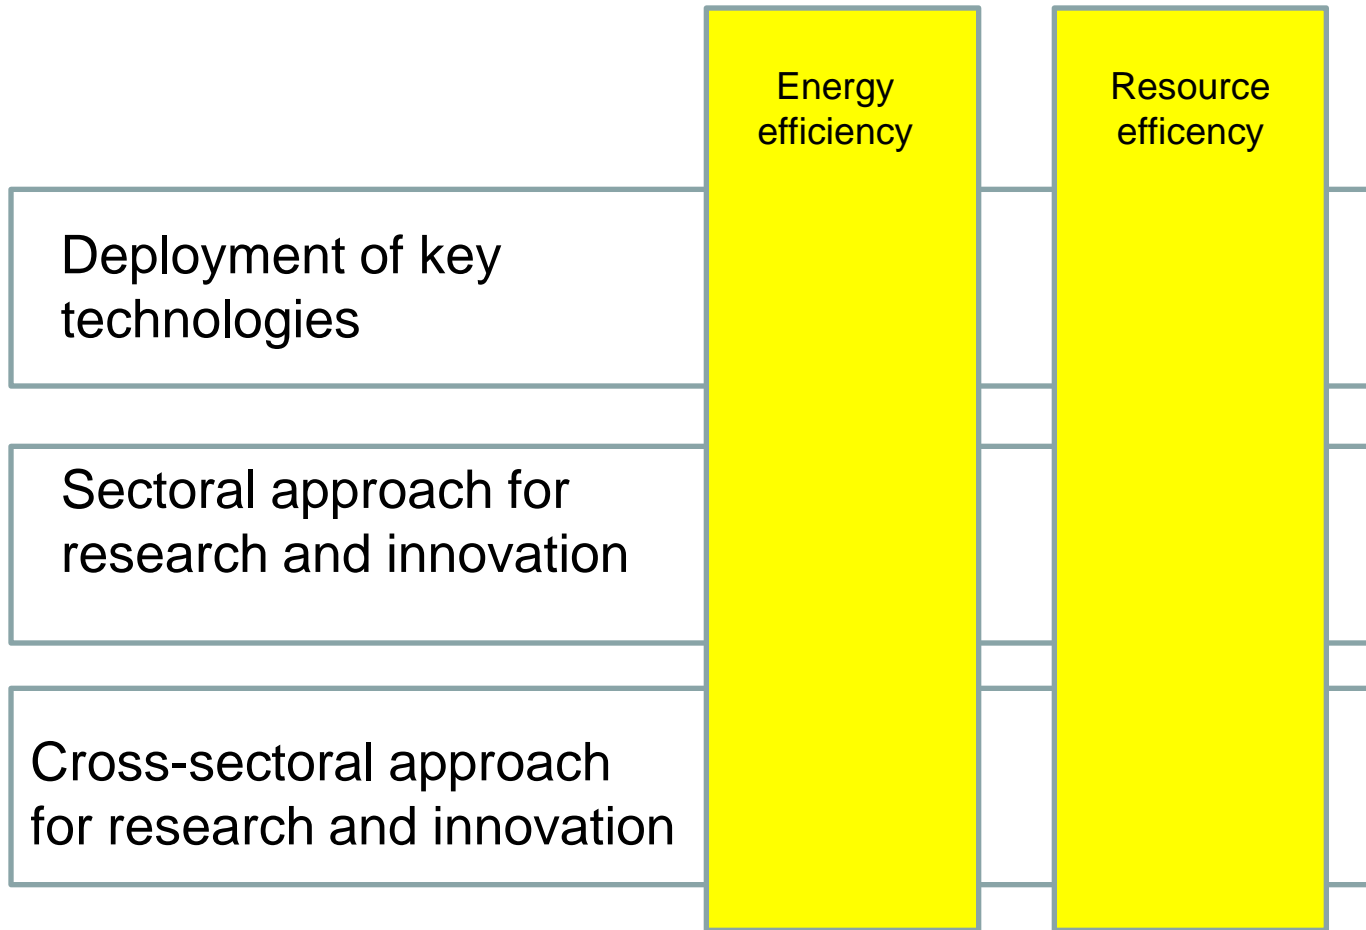 Energy
efficiency
Resource
efficency
Deployment of key
technologies
Sectoral approach for
research and innovation
Cross-sectoral approach
for research and innovation